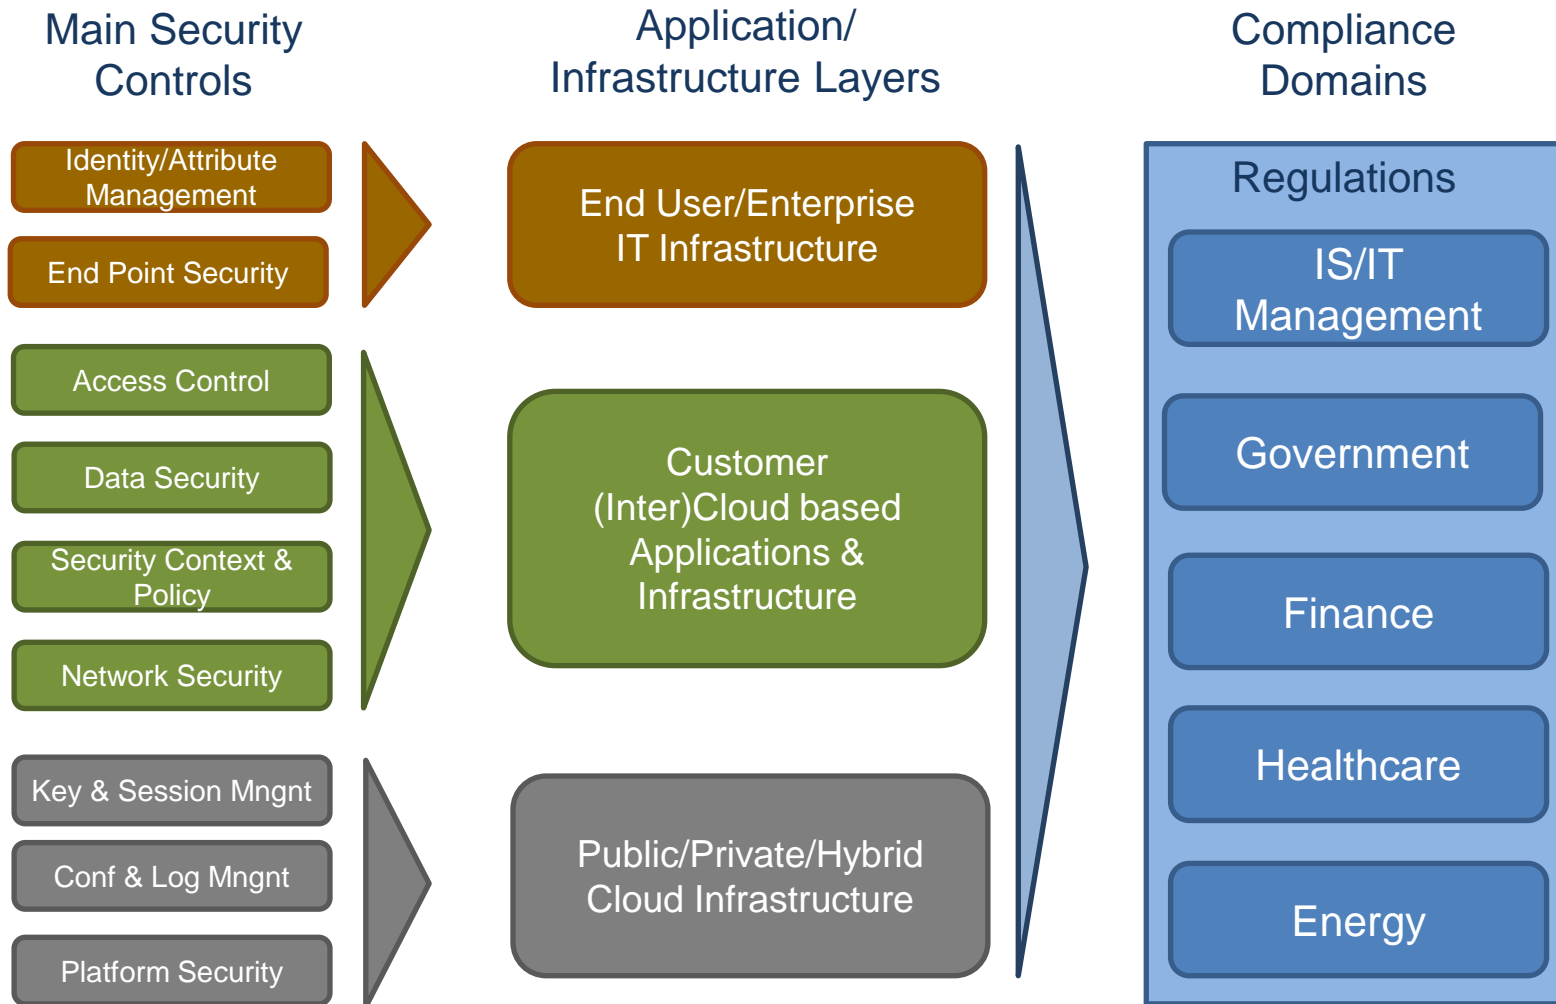 Main Security
Controls
Application/
Infrastructure Layers
Compliance
Domains
Identity/Attribute
Management
End Point Security
Access Control
Data Security
Security Context &
Policy
Network Security
Key & Session Mngnt
Conf & Log Mngnt
Platform Security
End User/Enterprise
IT Infrastructure
Customer
(Inter)Cloud based
Applications &
Infrastructure
Public/Private/Hybrid
Cloud Infrastructure
Regulations
IS/IT
Management
Government
Finance
Healthcare
Energy